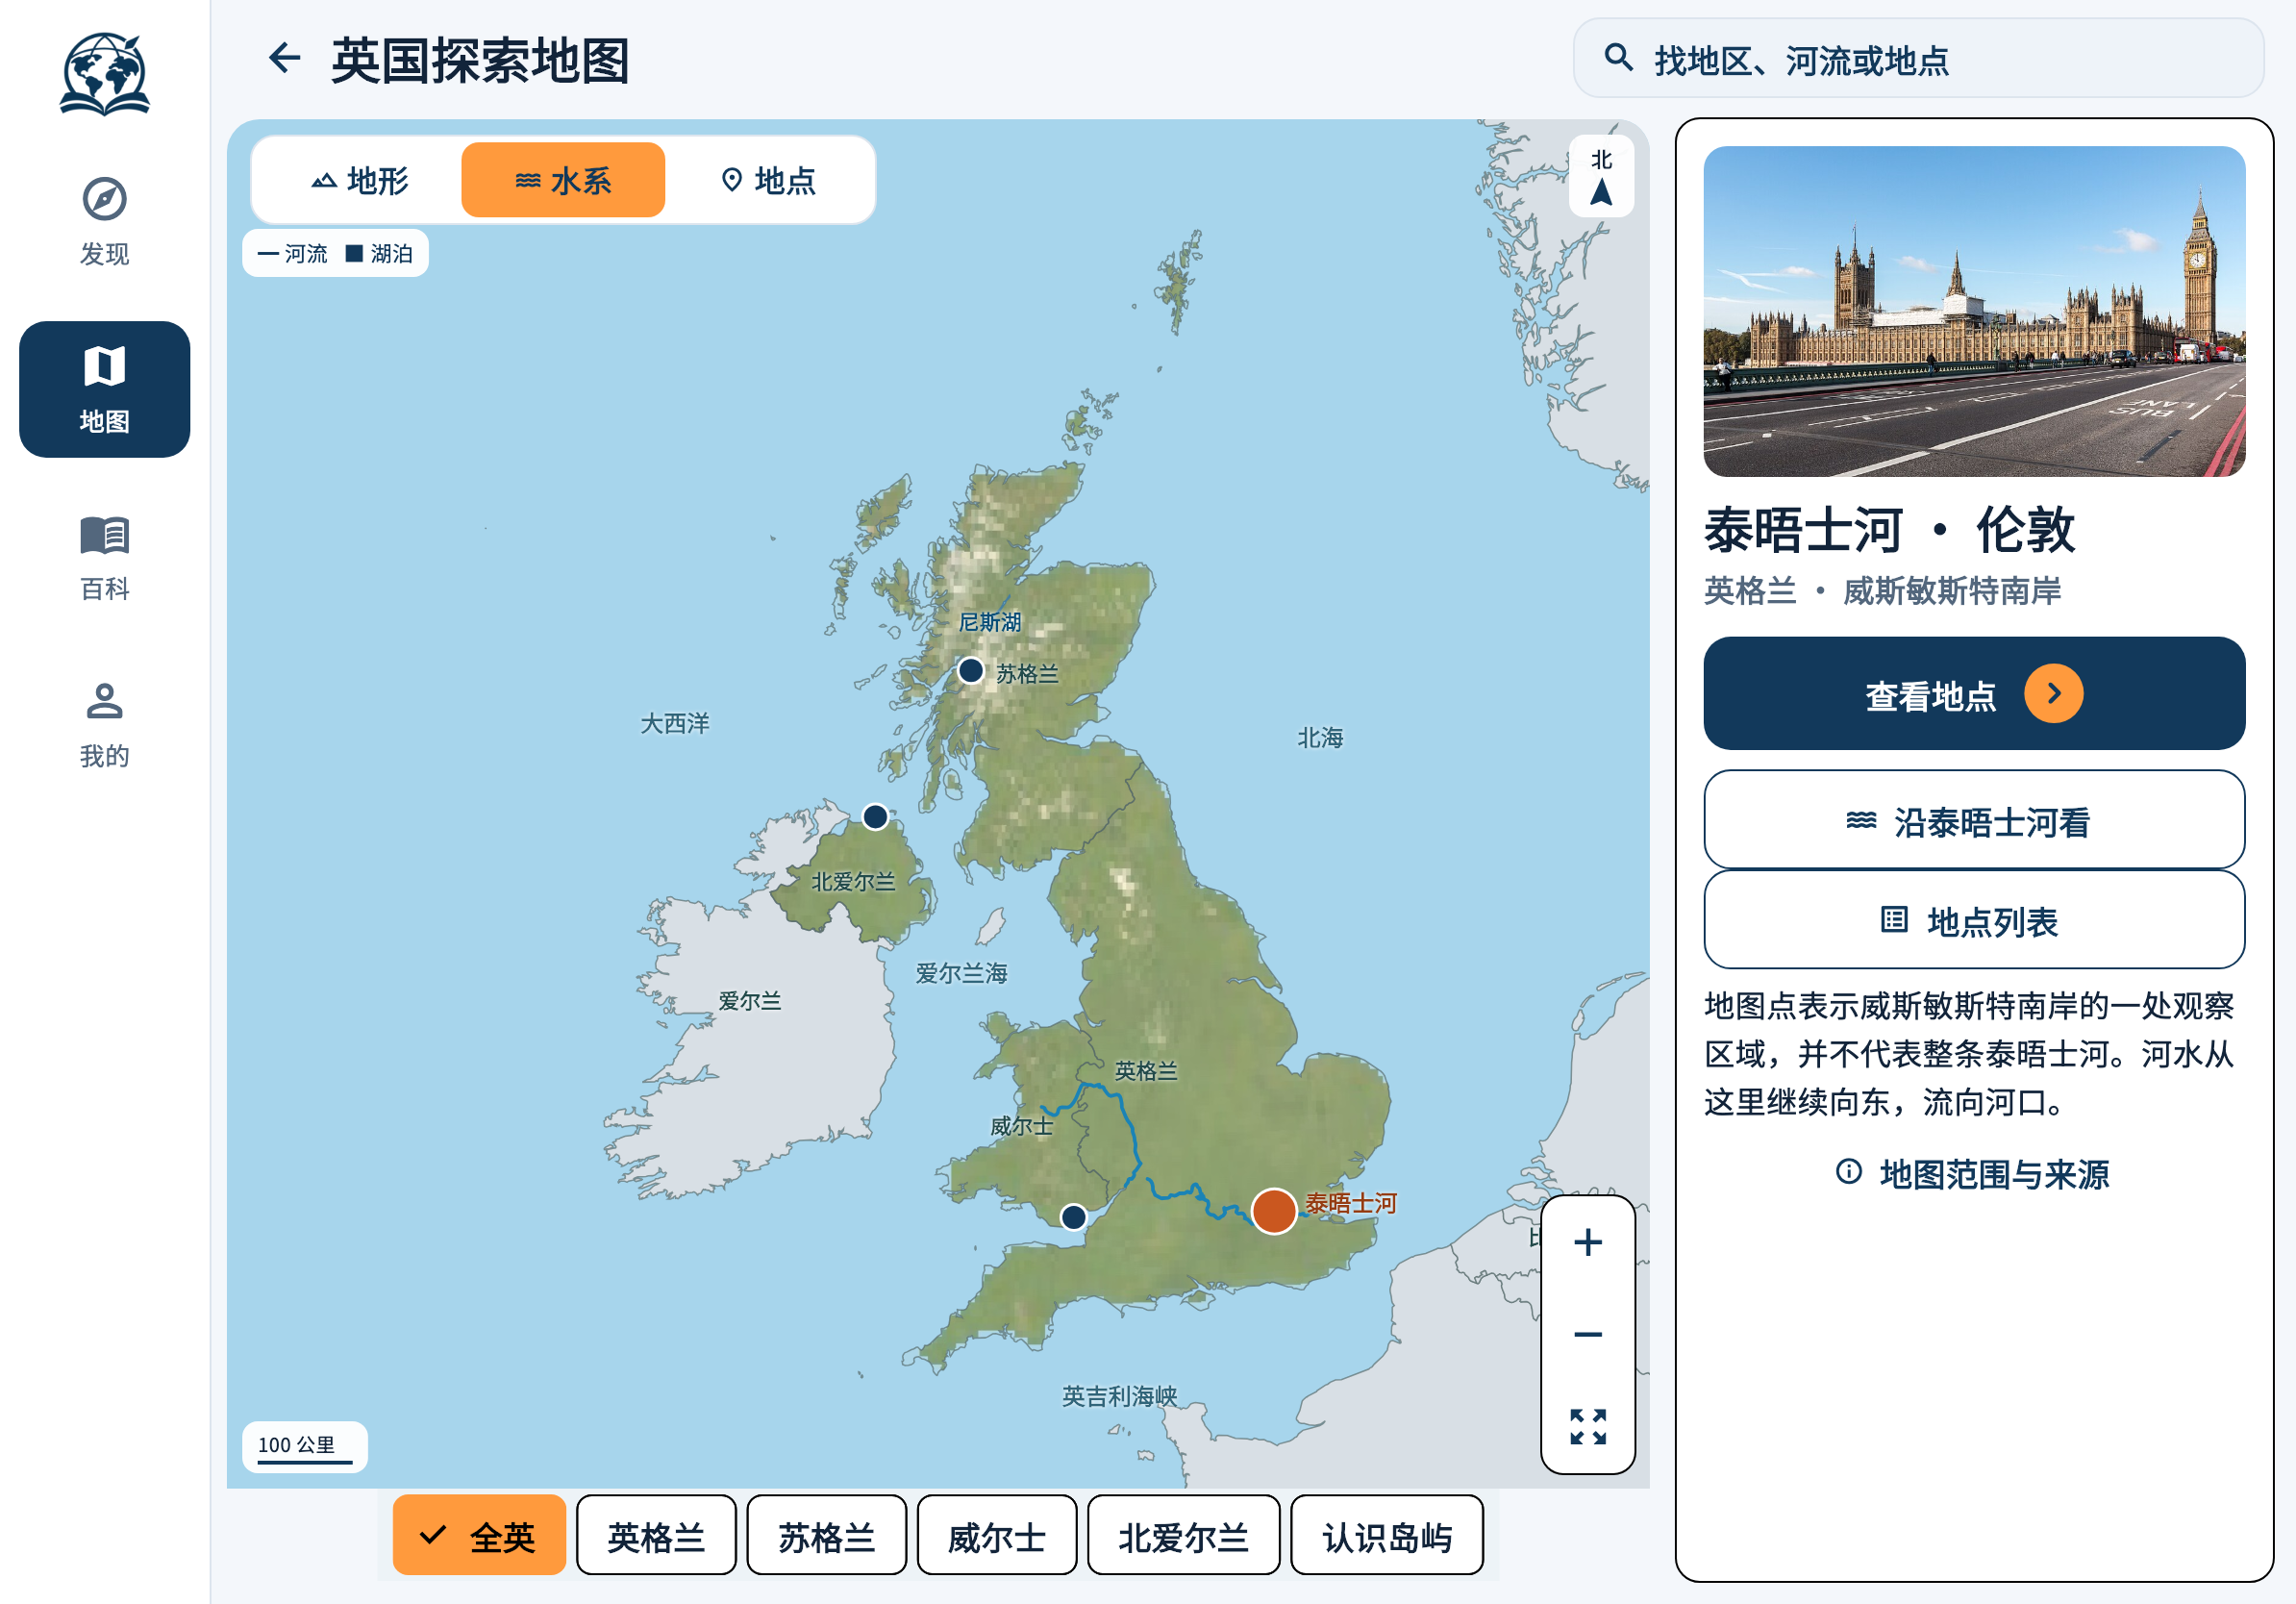 英国探索地图
找地区、河流或地点
发现
地图
百科
我的
地形
水系
地点
河流
湖泊
北
尼斯湖
苏格兰
大西洋
北海
北爱尔兰
爱尔兰海
爱尔兰
英格兰
威尔士
泰晤士河
英吉利海峡
100 公里
全英
英格兰
苏格兰
威尔士
北爱尔兰
认识岛屿
BUS
LANE
泰晤士河 · 伦敦
英格兰 · 威斯敏斯特南岸
查看地点
沿泰晤士河看
地点列表
地图点表示威斯敏斯特南岸的一处观察
区域，并不代表整条泰晤士河。河水从
这里继续向东，流向河口。
地图范围与来源